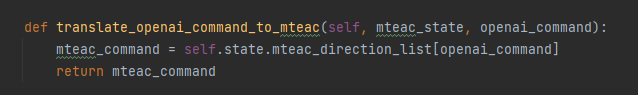 def translate_openai_command_to_mteac(self, mteac_state, openai_command):
    mteac_command = self.state.mteac_direction_list[openai_command]
    return mteac_command